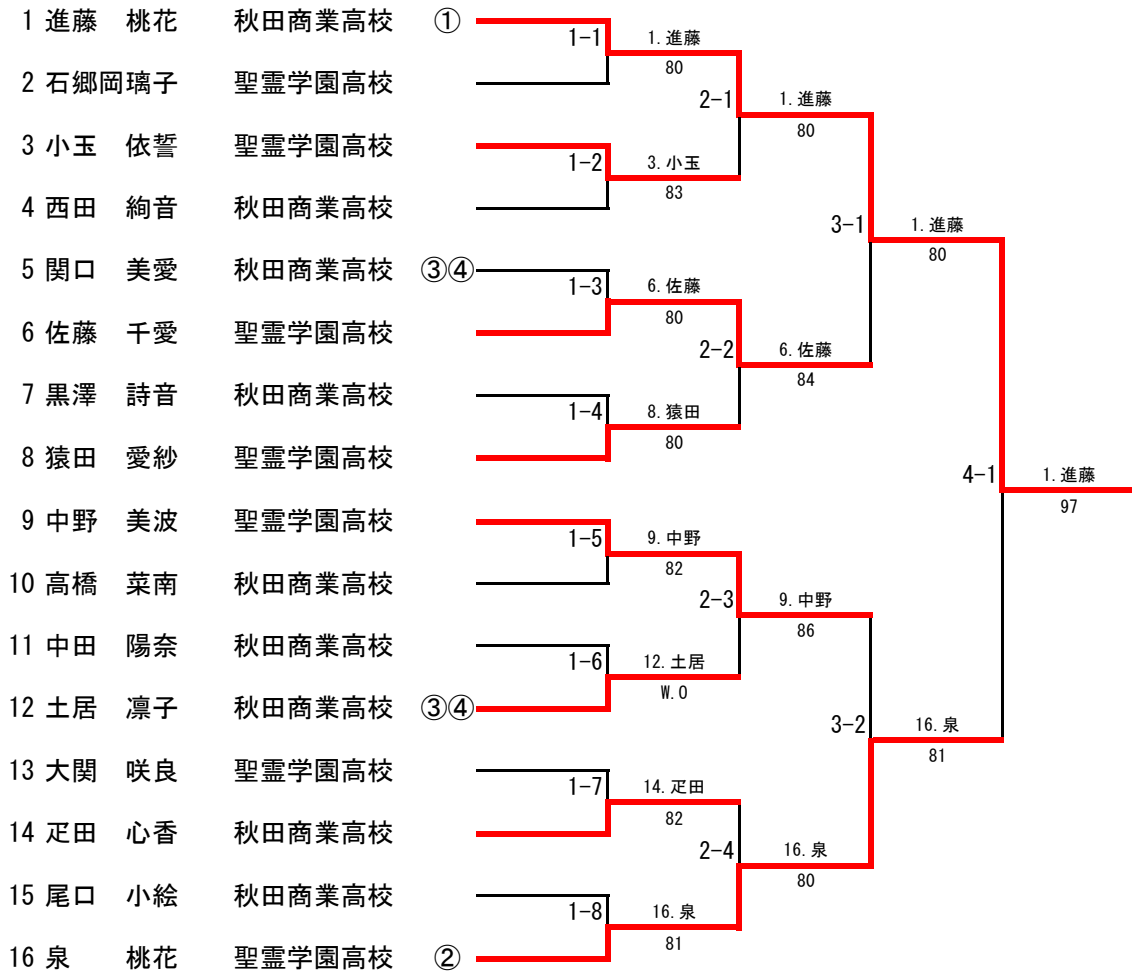 1 進藤　桃花　秋田商業高校　①
1-1
1.進藤
80
2 石郷岡璃子　聖霊学園高校
2-1
1.進藤
80
3 小玉　依誓　聖霊学園高校
1-2
3.小玉
83
4 西田　絢音　秋田商業高校
3-1
1.進藤
80
5 関口　美愛　秋田商業高校　③④
1-3
6.佐藤
80
6 佐藤　千愛　聖霊学園高校
2-2
6.佐藤
84
7 黒澤　詩音　秋田商業高校
1-4
8.猿田
80
8 猿田　愛紗　聖霊学園高校
4-1
1.進藤
97
9 中野　美波　聖霊学園高校
1-5
9.中野
82
10 高橋　菜南　秋田商業高校
2-3
9.中野
86
11 中田　陽奈　秋田商業高校
1-6
12.土居
W.O
12 土居　凛子　秋田商業高校　③④
3-2
16.泉
81
13 大関　咲良　聖霊学園高校
1-7
14.疋田
82
14 疋田　心香　秋田商業高校
2-4
16.泉
80
15 尾口　小絵　秋田商業高校
1-8
16.泉
81
16 泉　桃花　聖霊学園高校　②